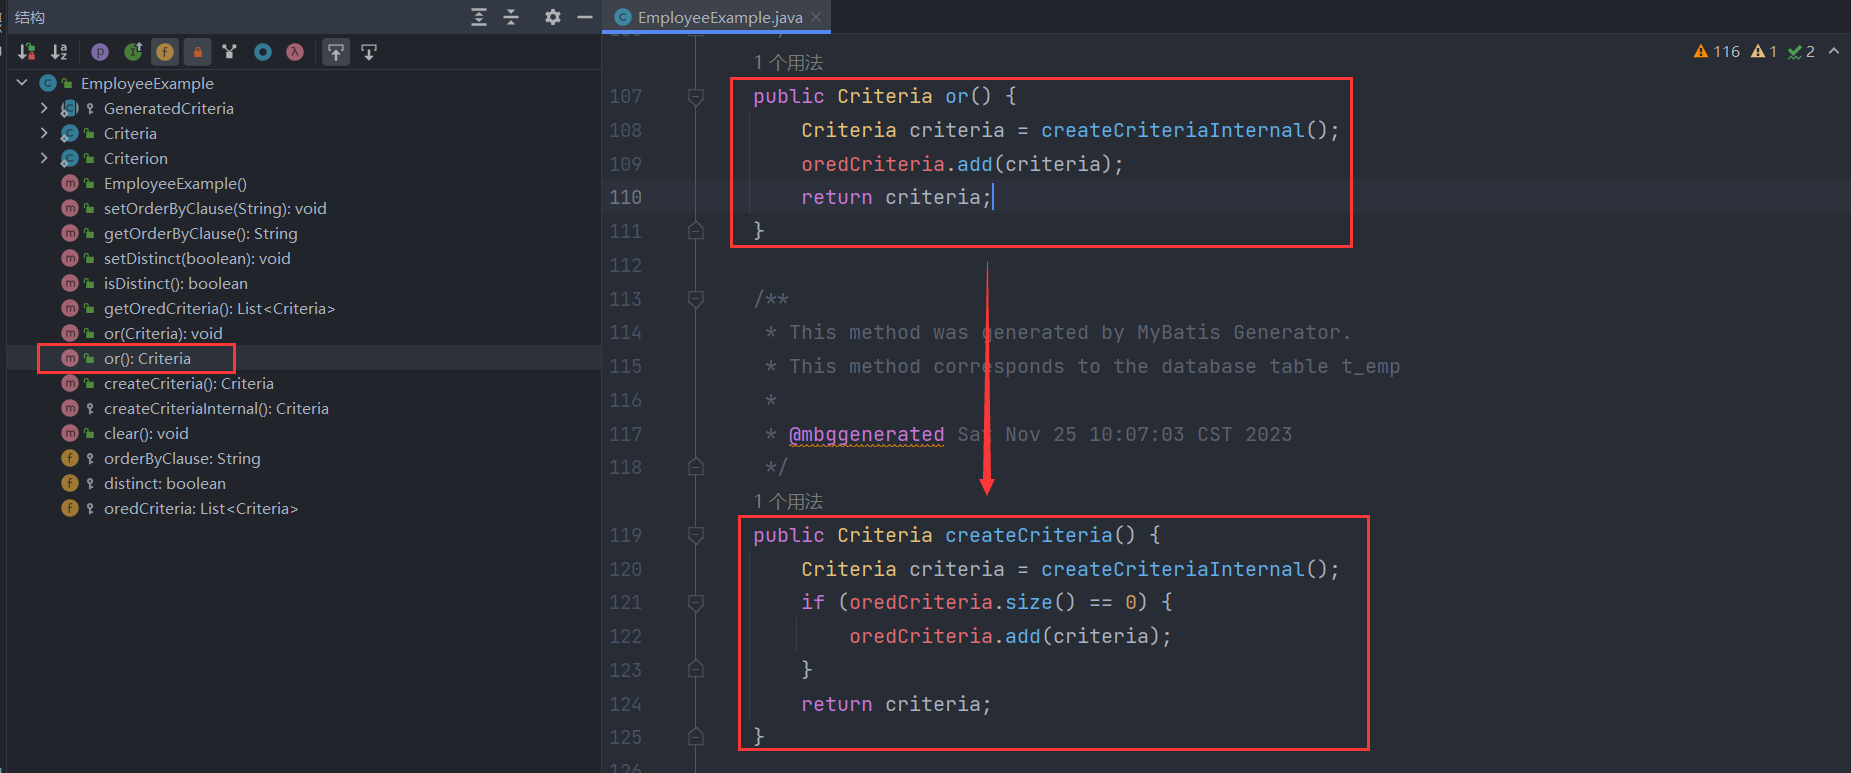 结构
EmployeeExample
GeneratedCriteria
Criteria
Criterion
EmployeeExample()
setOrderByClause(String): void
getOrderByClause(): String
setDistinct(boolean): void
isDistinct(): boolean
getOredCriteria(): List<Criteria>
or(Criteria): void
or(): Criteria
createCriteria(): Criteria
createCriteriaInternal(): Criteria
clear(): void
orderByClause: String
distinct: boolean
oredCriteria: List<Criteria>
EmployeeExample.java
116 1 2
1 个用法
107 public Criteria or() {
108 Criteria criteria = createCriteriaInternal();
109 oredCriteria.add(criteria);
110 return criteria;
111 }
112
113 /**
114 * This method was generated by MyBatis Generator.
115 * This method corresponds to the database table t_emp
116 *
117 * @mbggenerated Sat Nov 25 10:07:03 CST 2023
118 */
1 个用法
119 public Criteria createCriteria() {
120 Criteria criteria = createCriteriaInternal();
121 if (oredCriteria.size() == 0) {
122 oredCriteria.add(criteria);
123 }
124 return criteria;
125 }
126